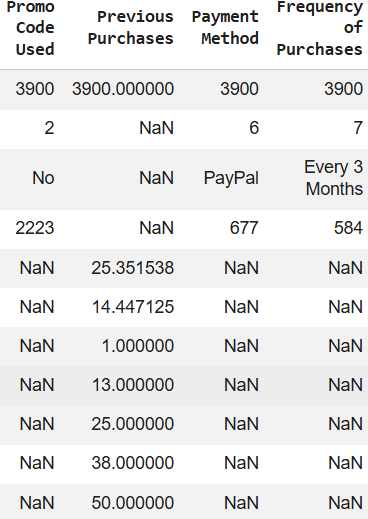 Promo Code Used Previous Purchases Payment Method Frequency of Purchases
3900 3900.000000 3900 3900
2 NaN 6 7
No NaN PayPal Every 3 Months
2223 NaN 677 584
NaN 25.351538 NaN NaN
NaN 14.447125 NaN NaN
NaN 1.000000 NaN NaN
NaN 13.000000 NaN NaN
NaN 25.000000 NaN NaN
NaN 38.000000 NaN NaN
NaN 50.000000 NaN NaN